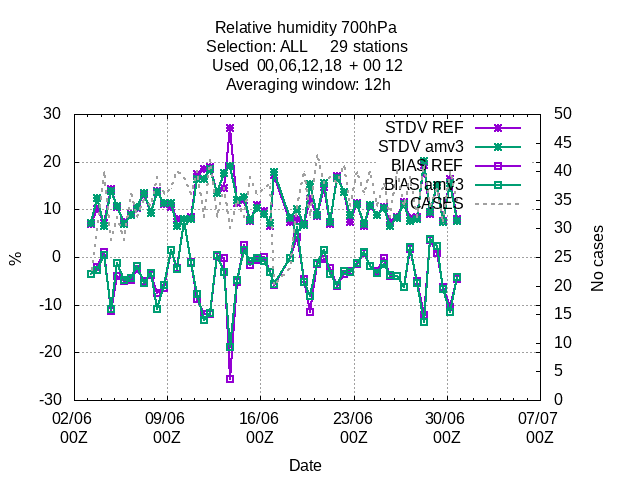 Relative humidity 700hPa
Selection: ALL 29 stations
Used 00,06,12,18 + 00 12
Averaging window: 12h
30 50
STDV REF
45
STDV amv3
20 40
BIAS REF
BIAS amv3
35
CASES
10 30
0 25
%
No cases
20
-10
15
-20 10
5
-30 0
02/06 09/06 16/06 23/06 30/06 07/07
00Z 00Z 00Z 00Z 00Z 00Z
Date